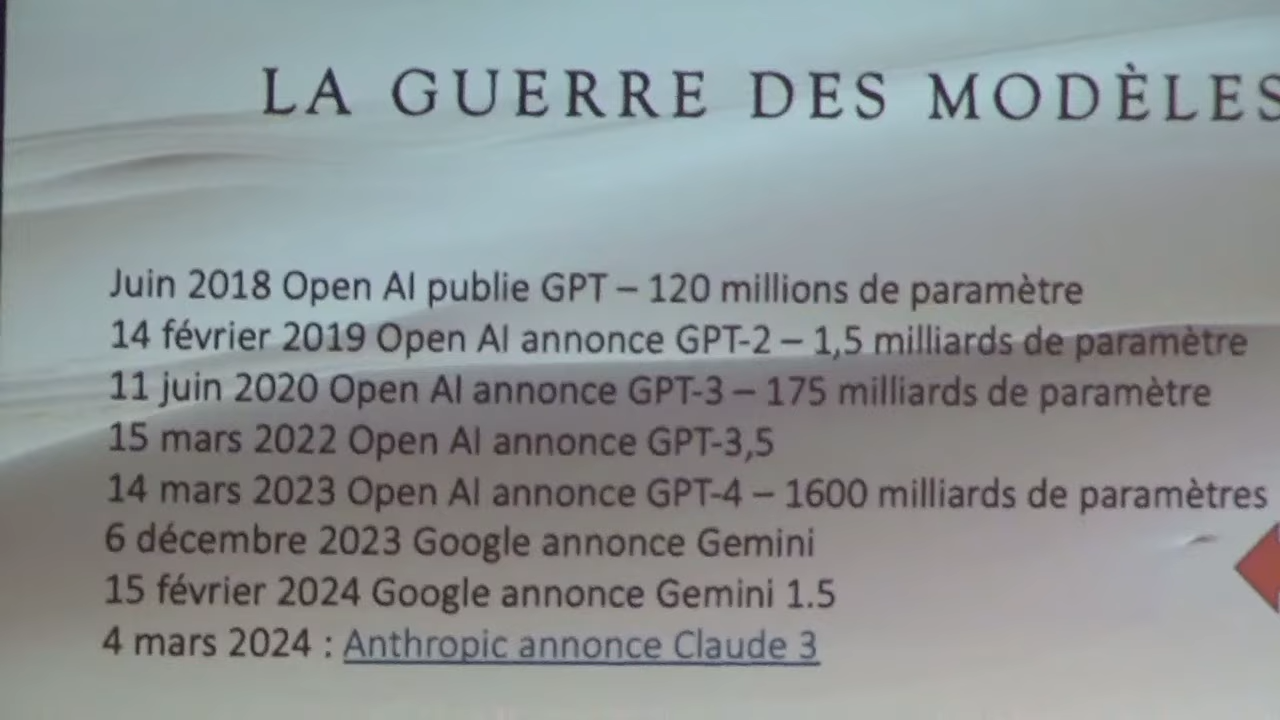 LA GUERRE DES MODÈLES
Juin 2018 Open AI publie GPT – 120 millions de paramètre
14 février 2019 Open AI annonce GPT-2 – 1,5 milliards de paramètre
11 juin 2020 Open AI annonce GPT-3 – 175 milliards de paramètre
15 mars 2022 Open AI annonce GPT-3,5
14 mars 2023 Open AI annonce GPT-4 – 1600 milliards de paramètres
6 décembre 2023 Google annonce Gemini
15 février 2024 Google annonce Gemini 1.5
4 mars 2024 : Anthropic annonce Claude 3